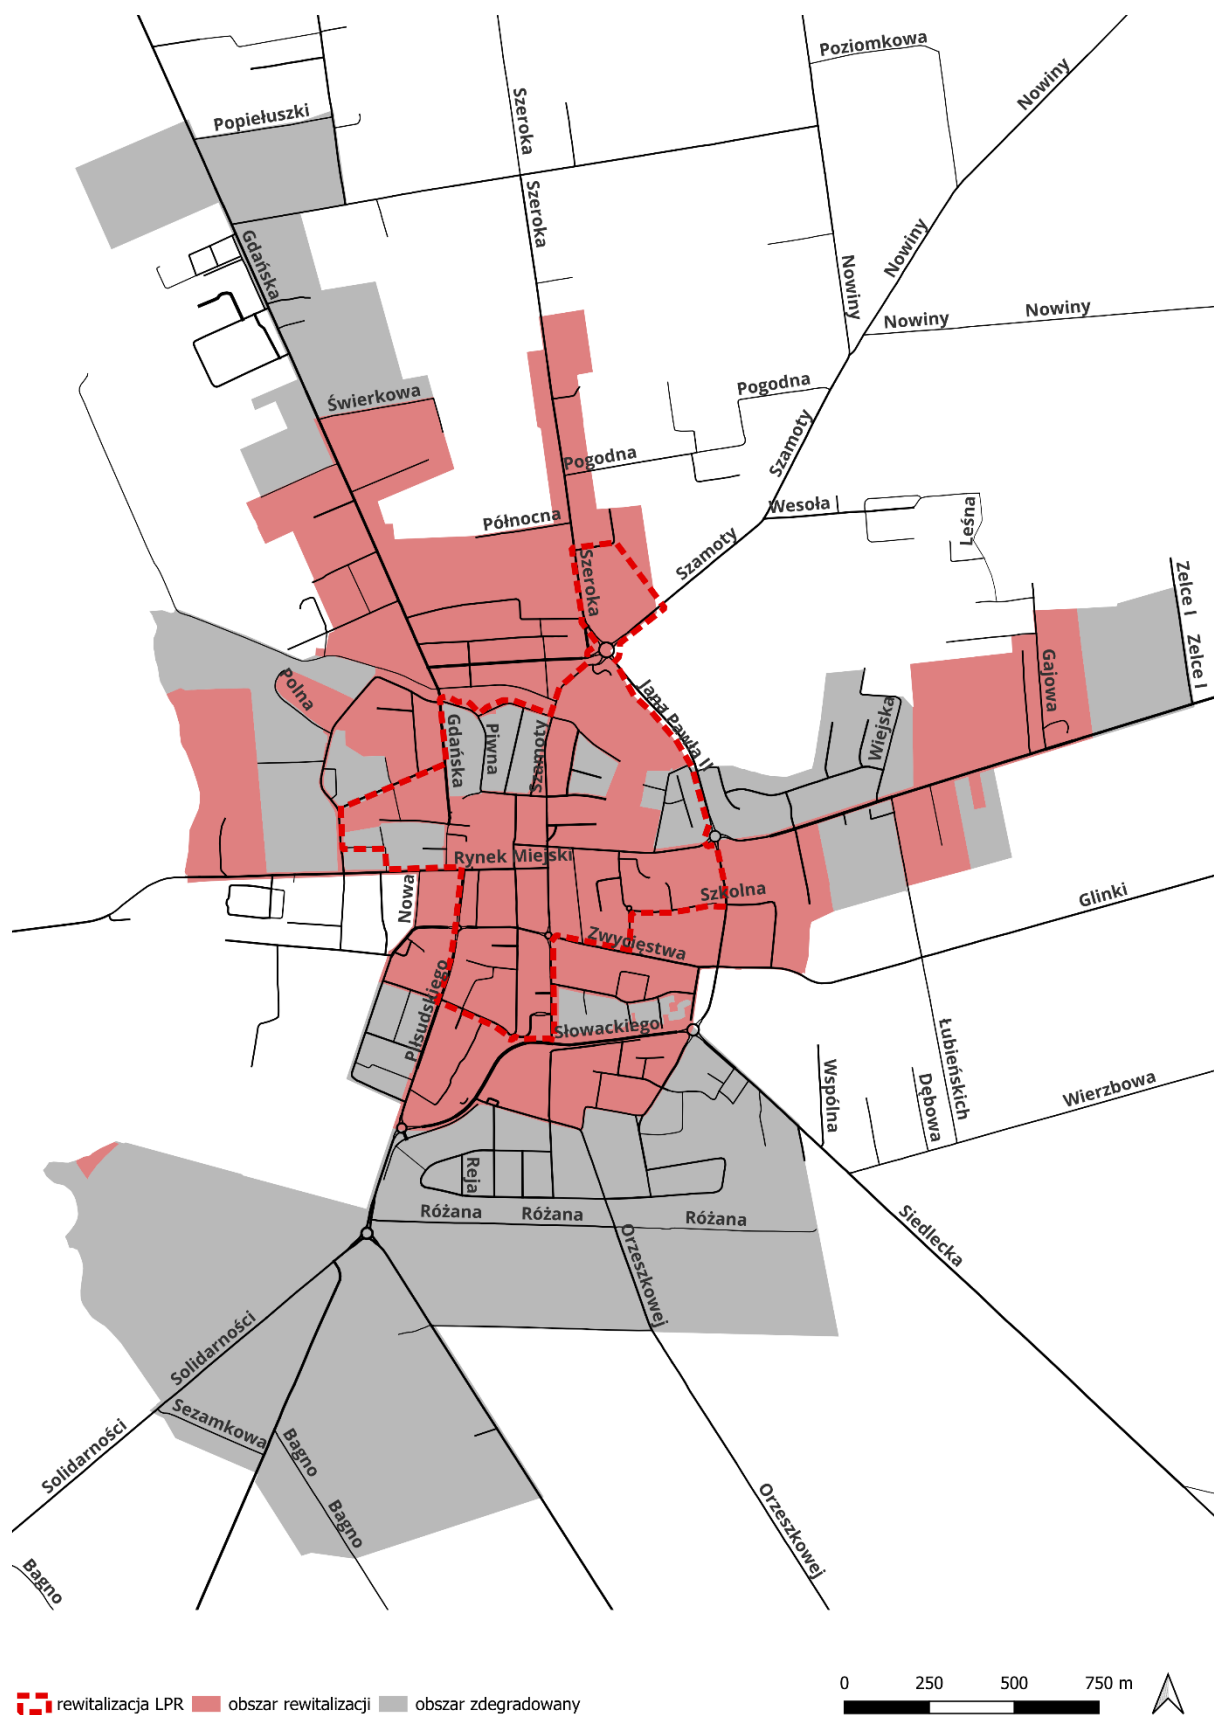 Poziomkowa
Nowiny
Popiełuszki
Szeroka
Szeroka
Gdańska
Nowiny
Nowiny
Nowiny
Nowiny
Świerkowa
Pogodna
Szamoty
Pogodna
Wesoła
Leśna
Północna
Szamoty
Szeroka
Zelce I
Zelce I
Gajowa
Polna
Jana Pawła II
Gdańska
Piwna
Szamoty
Wiejska
Rynek Miejski
Nowa
Szkolna
Glinki
Zwycięstwa
Piłsudskiego
Słowackiego
Łubieńskich
Wspólna
Dębowa
Wierzbowa
Reja
Różana
Różana
Różana
Orzeszkowej
Siedlecka
Solidarności
Sezamkowa
Solidarności
Bagno
Bagno
Orzeszkowej
Bagno
rewitalizacja LPR
obszar rewitalizacji
obszar zdegradowany
0 250 500 750 m